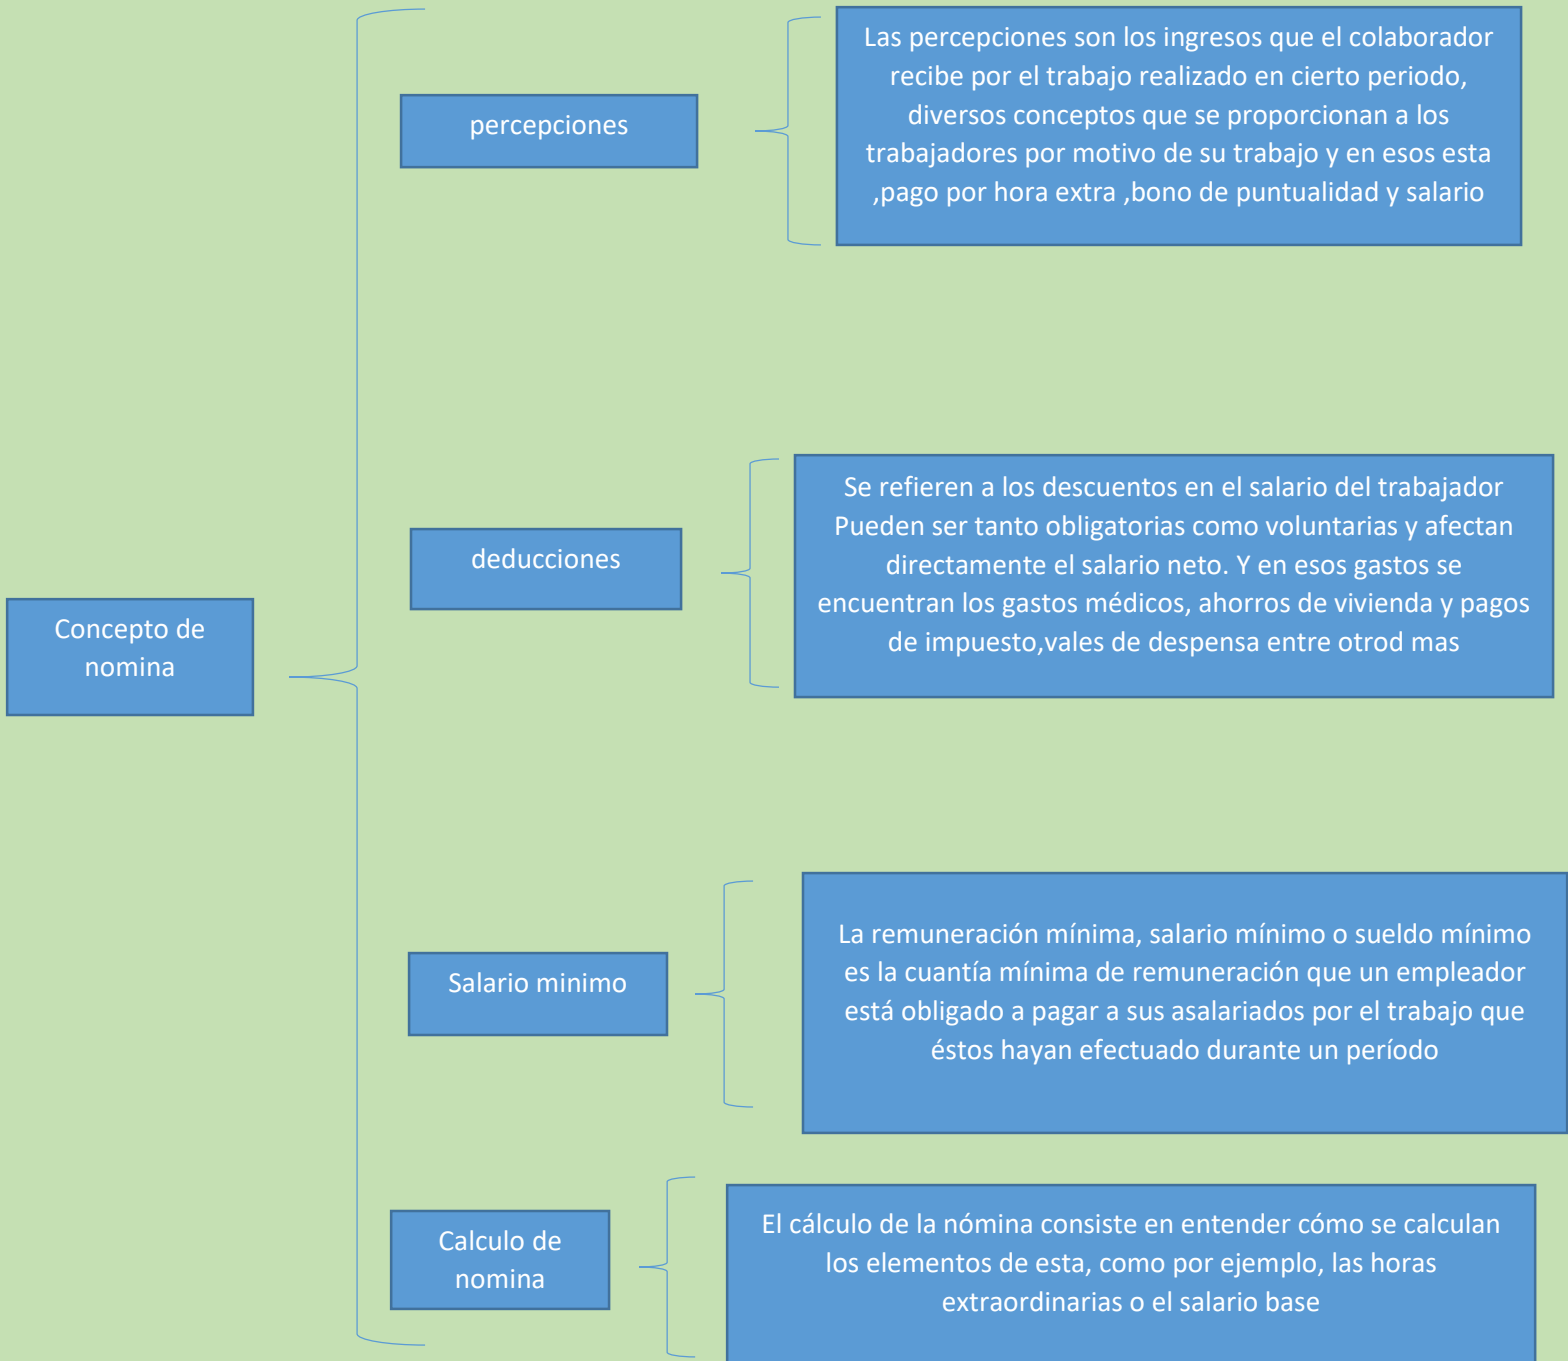 Concepto de
nomina
percepciones
Las percepciones son los ingresos que el colaborador
recibe por el trabajo realizado en cierto periodo,
diversos conceptos que se proporcionan a los
trabajadores por motivo de su trabajo y en esos esta
,pago por hora extra ,bono de puntualidad y salario
deducciones
Se refieren a los descuentos en el salario del trabajador
Pueden ser tanto obligatorias como voluntarias y afectan
directamente el salario neto. Y en esos gastos se
encuentran los gastos médicos, ahorros de vivienda y pagos
de impuesto,vales de despensa entre otrod mas
Salario minimo
La remuneración mínima, salario mínimo o sueldo mínimo
es la cuantía mínima de remuneración que un empleador
está obligado a pagar a sus asalariados por el trabajo que
éstos hayan efectuado durante un período
Calculo de
nomina
El cálculo de la nómina consiste en entender cómo se calculan
los elementos de esta, como por ejemplo, las horas
extraordinarias o el salario base